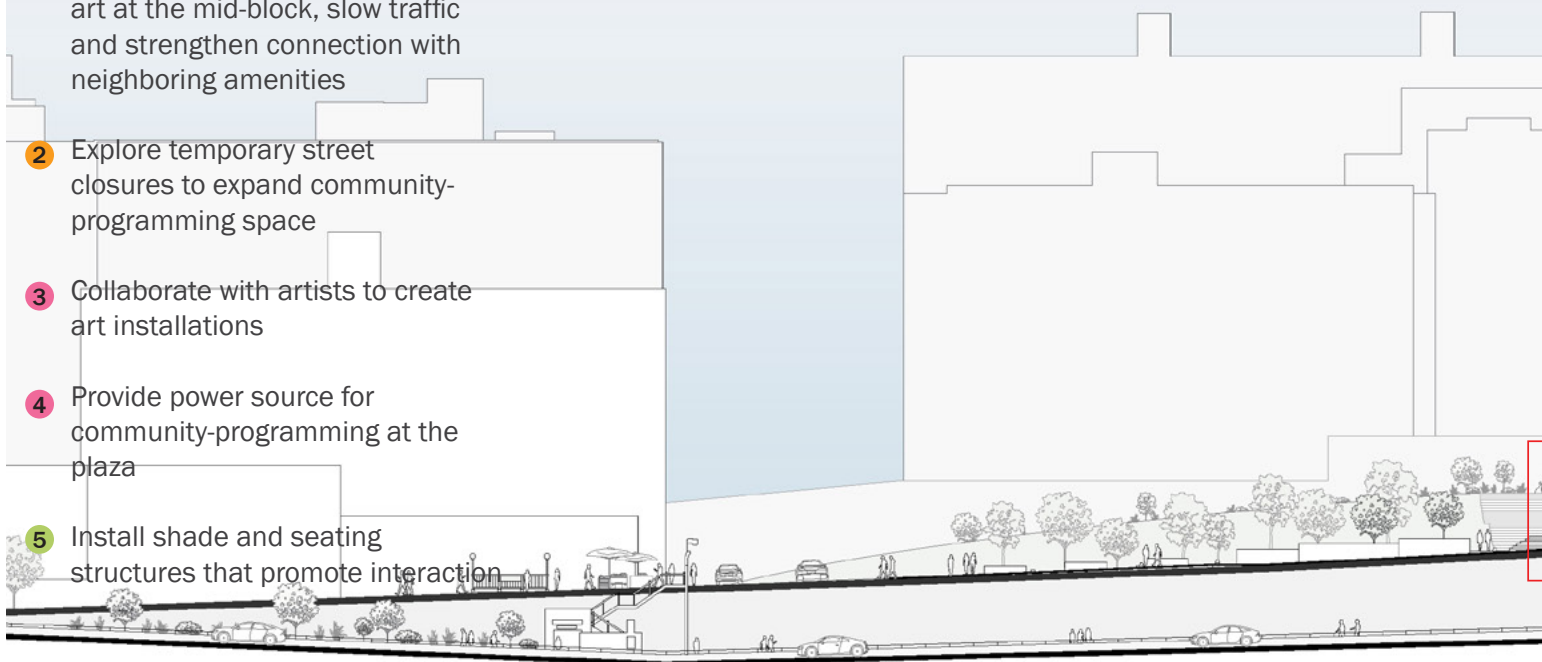 art at the mid-block, slow traffic
and strengthen connection with
neighboring amenities
2 Explore temporary street
closures to expand community-
programming space
3 Collaborate with artists to create
art installations
4 Provide power source for
community-programming at the
plaza
5 Install shade and seating
structures that promote interaction